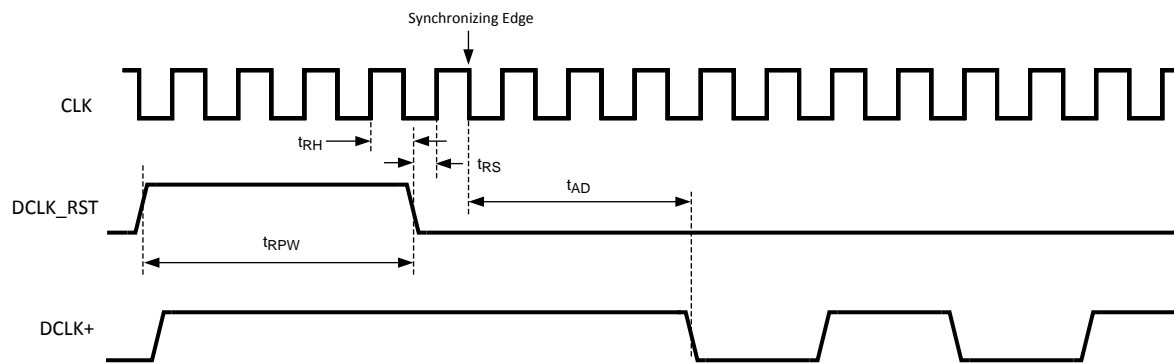 Synchronizing Edge
CLK
tRH
tRS
tAD
DCLK_RST
tRPW
DCLK+